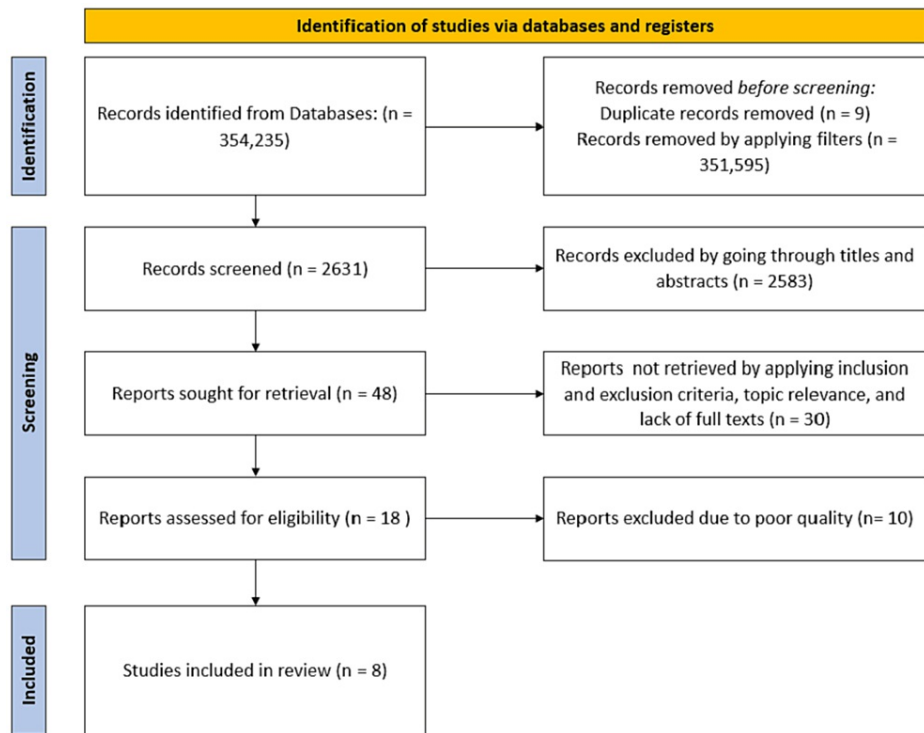 Identification of studies via databases and registers
Identification
Records identified from Databases: (n =
354,235)
Records removed before screening:
Duplicate records removed (n = 9)
Records removed by applying filters (n =
351,595)
Screening
Records screened (n = 2631)
Records excluded by going through titles and
abstracts (n = 2583)
Reports sought for retrieval (n = 48)
Reports  not retrieved by applying inclusion
and exclusion criteria, topic relevance, and
lack of full texts (n = 30)
Reports assessed for eligibility (n = 18 )
Reports excluded due to poor quality (n= 10)
Included
Studies included in review (n = 8)